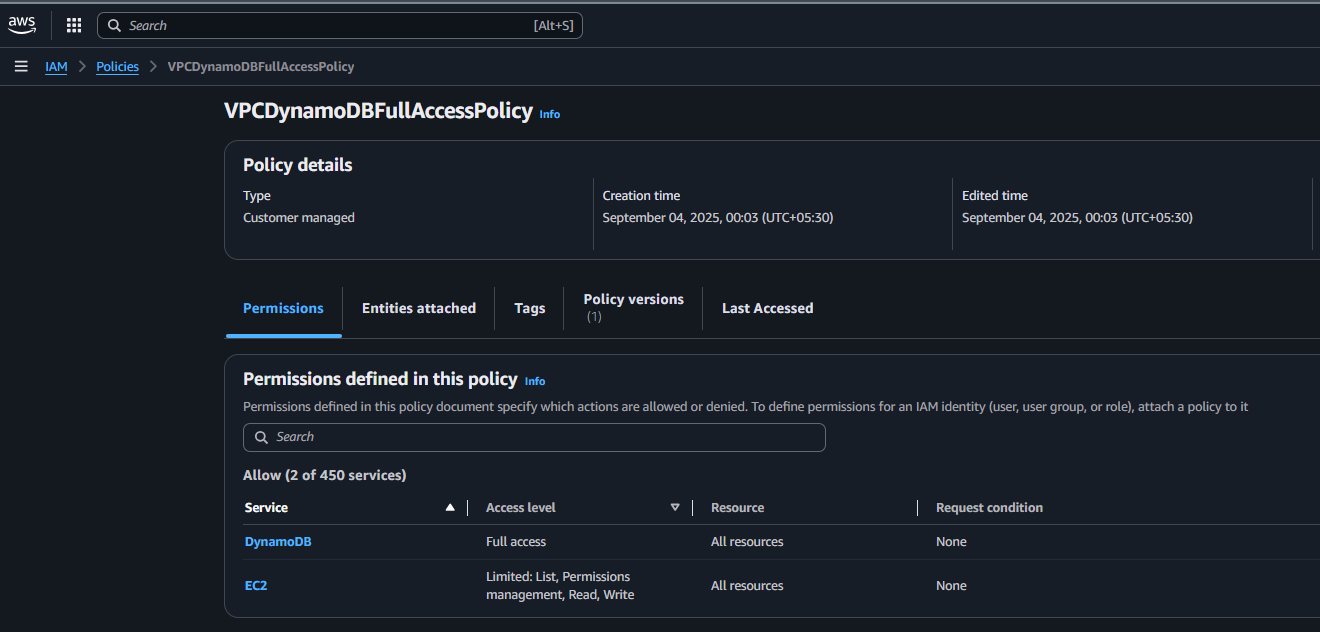 aws
Search [Alt+S]
IAM Policies VPCDynamoDBFullAccessPolicy
VPCDynamoDBFullAccessPolicy Info
Policy details
Type
Customer managed
Creation time
September 04, 2025, 00:03 (UTC+05:30)
Edited time
September 04, 2025, 00:03 (UTC+05:30)
Permissions
Entities attached
Tags
Policy versions
(1)
Last Accessed
Permissions defined in this policy Info
Permissions defined in this policy document specify which actions are allowed or denied. To define permissions for an IAM identity (user, user group, or role), attach a policy to it
Search
Allow (2 of 450 services)
Service Access level Resource Request condition
DynamoDB Full access All resources None
EC2 Limited: List, Permissions
management, Read, Write All resources None